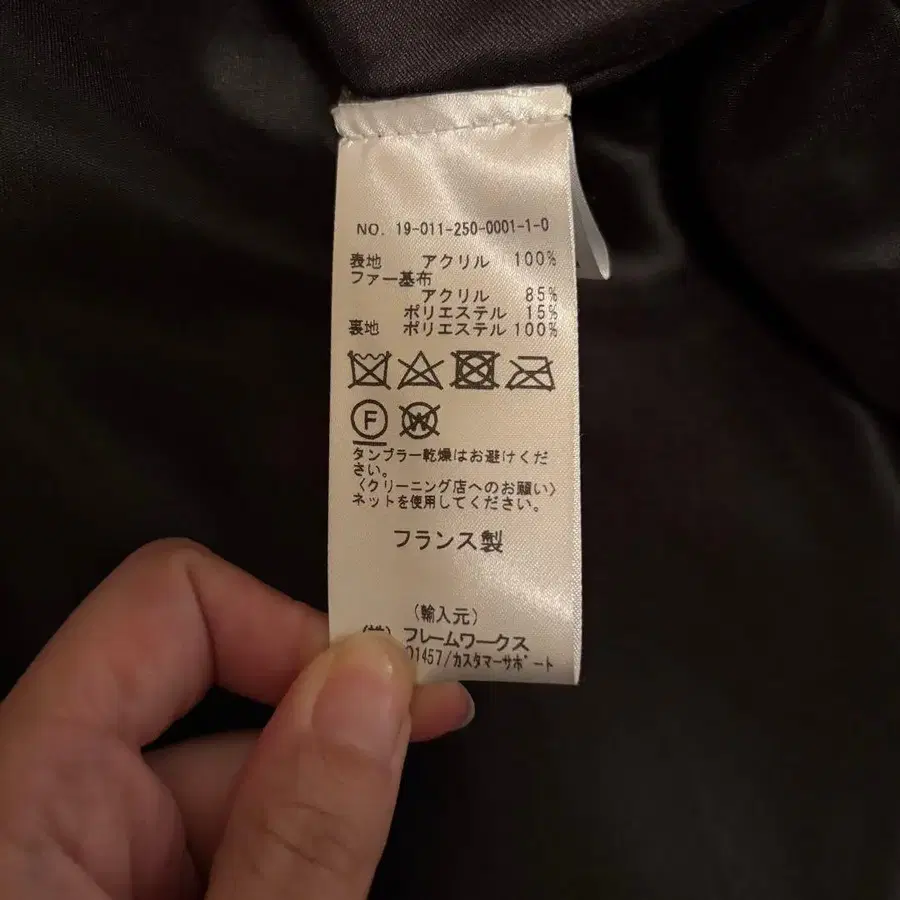 NO. 19-011-250-0001-1-0
表地 アクリル 100%
ファー基布
アクリル 85%
ポリエステル 15%
裏地 ポリエステル 100%
F W
タンブラー乾燥はお避けくだ
さい。
〈クリーニング店へのお願い〉
ネットを使用してください。
フランス製
(輸入元)
(株) フレームワークス
01457/カスタマーサポート